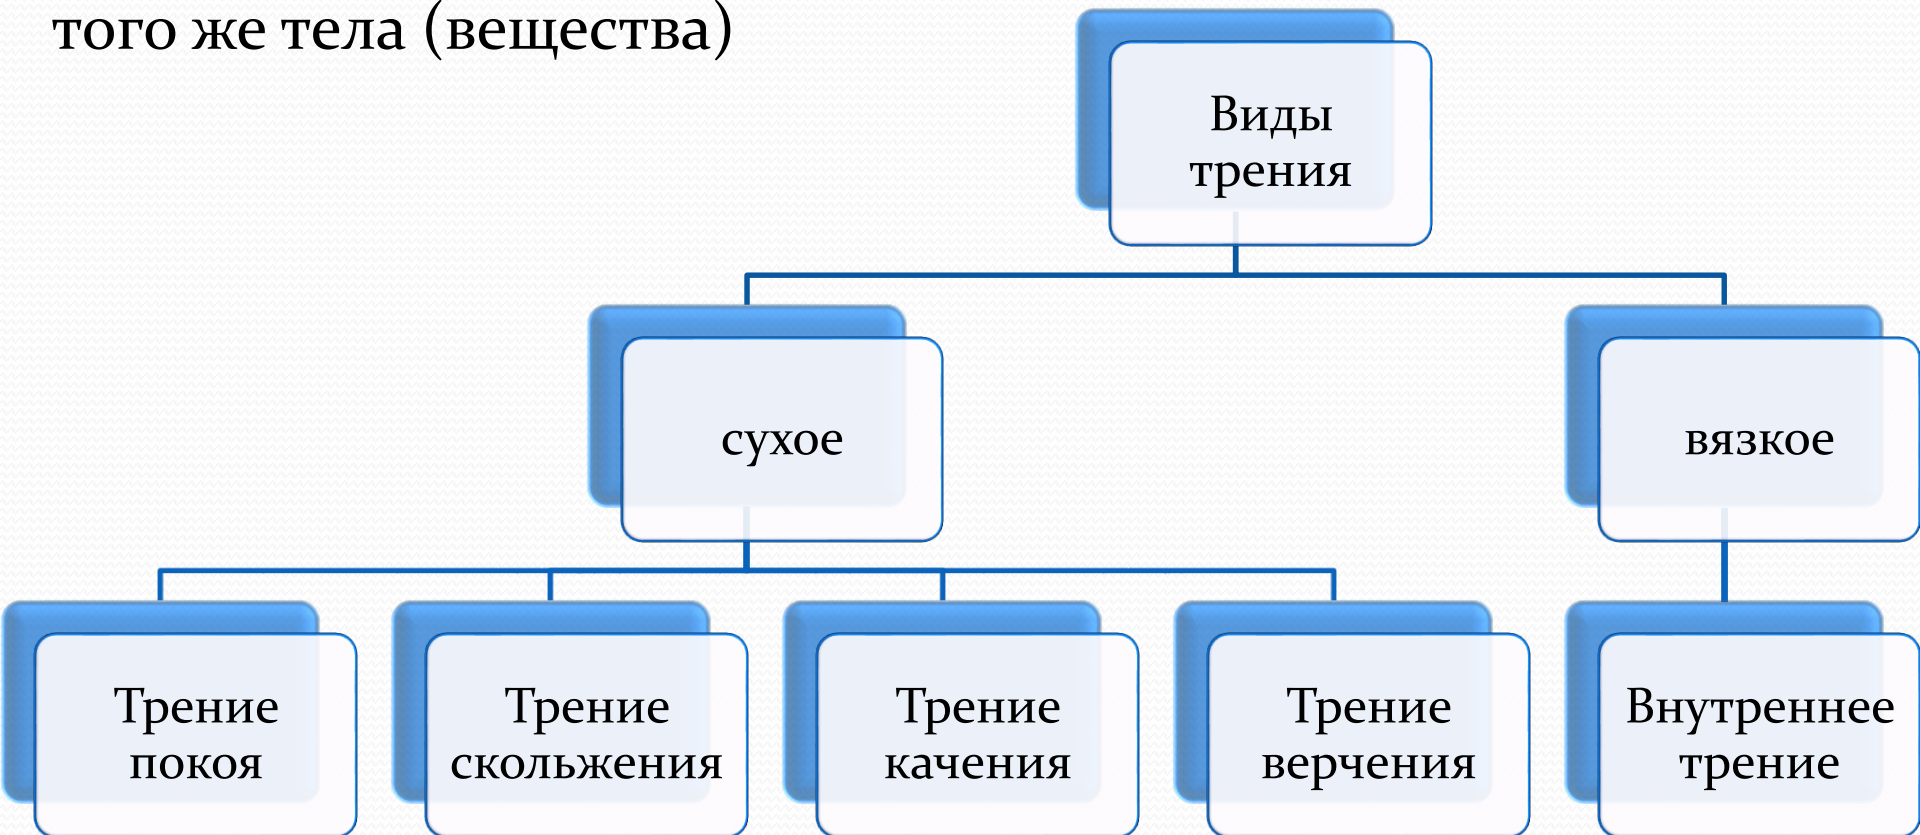 того же тела (вещества)
Виды
трения
сухое
вязкое
Трение
покоя
Трение
скольжения
Трение
качения
Трение
верчения
Внутреннее
трение